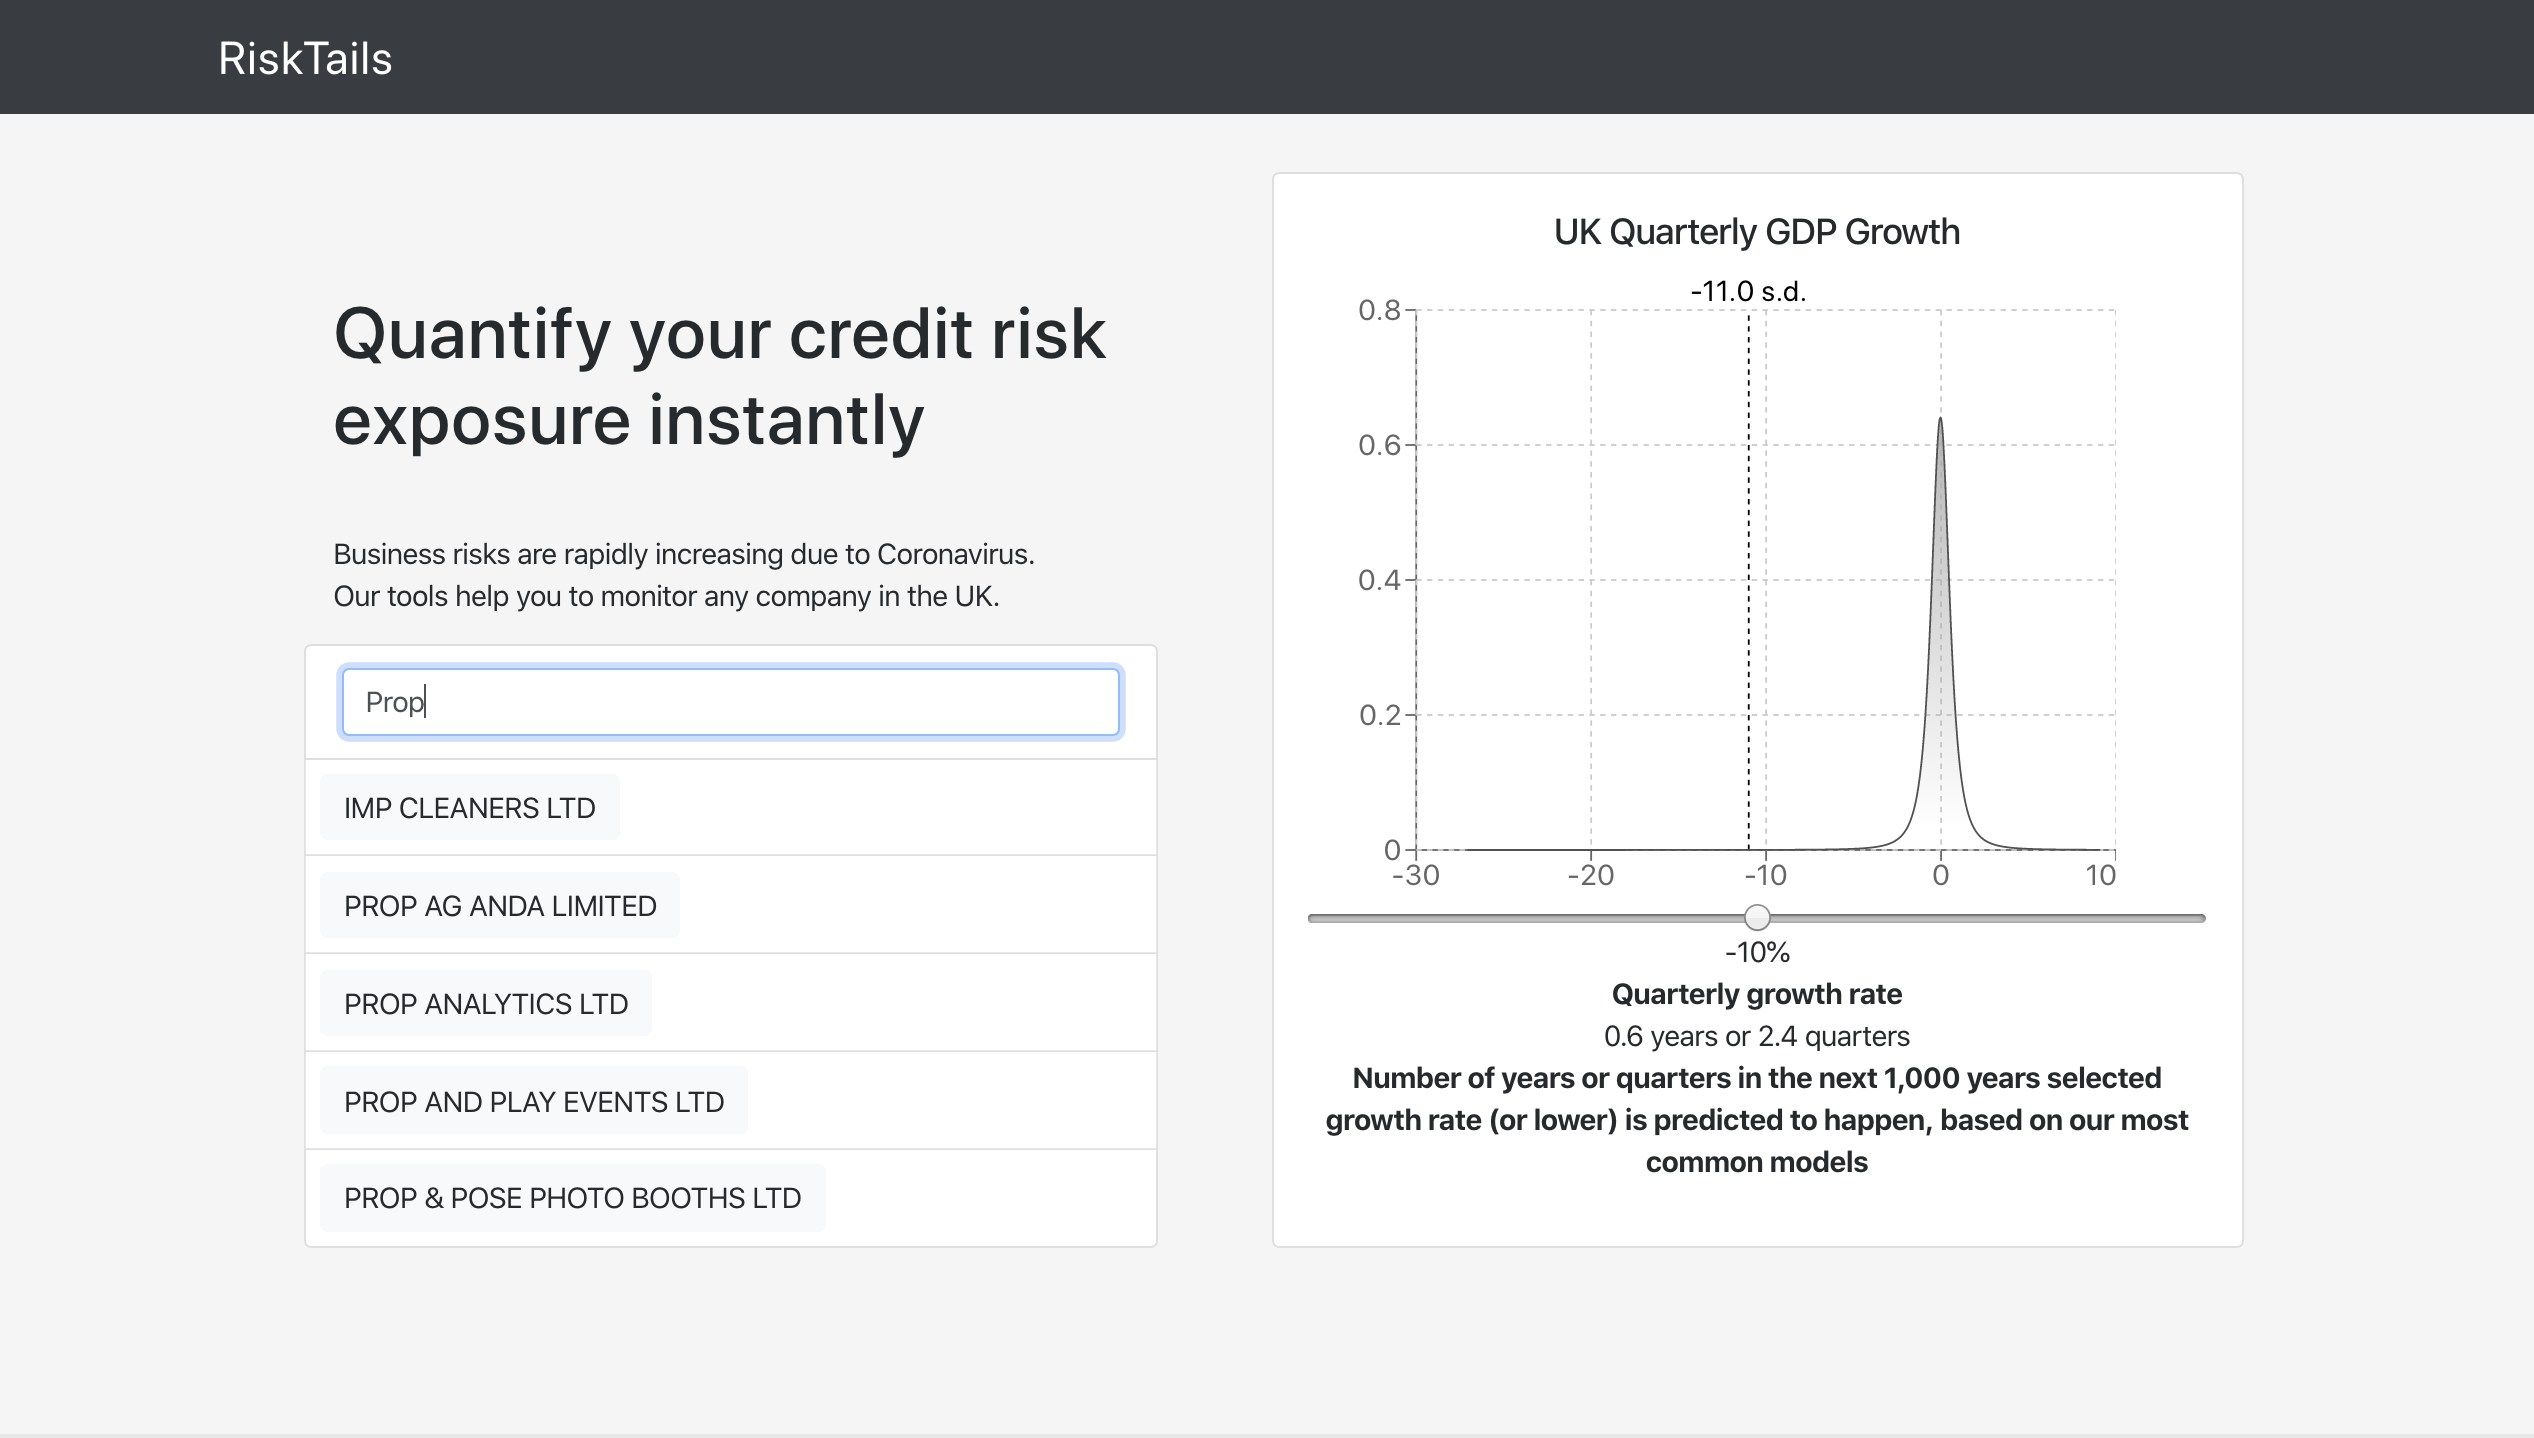 RiskTails
Quantify your credit risk
exposure instantly
Business risks are rapidly increasing due to Coronavirus.
Our tools help you to monitor any company in the UK.
Prop
IMP CLEANERS LTD
PROP AG ANDA LIMITED
PROP ANALYTICS LTD
PROP AND PLAY EVENTS LTD
PROP & POSE PHOTO BOOTHS LTD
UK Quarterly GDP Growth
-11.0 s.d.
0.8
0.6
0.4
0.2
0
-30 -20 -10 0 10
-10%
Quarterly growth rate
0.6 years or 2.4 quarters
Number of years or quarters in the next 1,000 years selected
growth rate (or lower) is predicted to happen, based on our most
common models